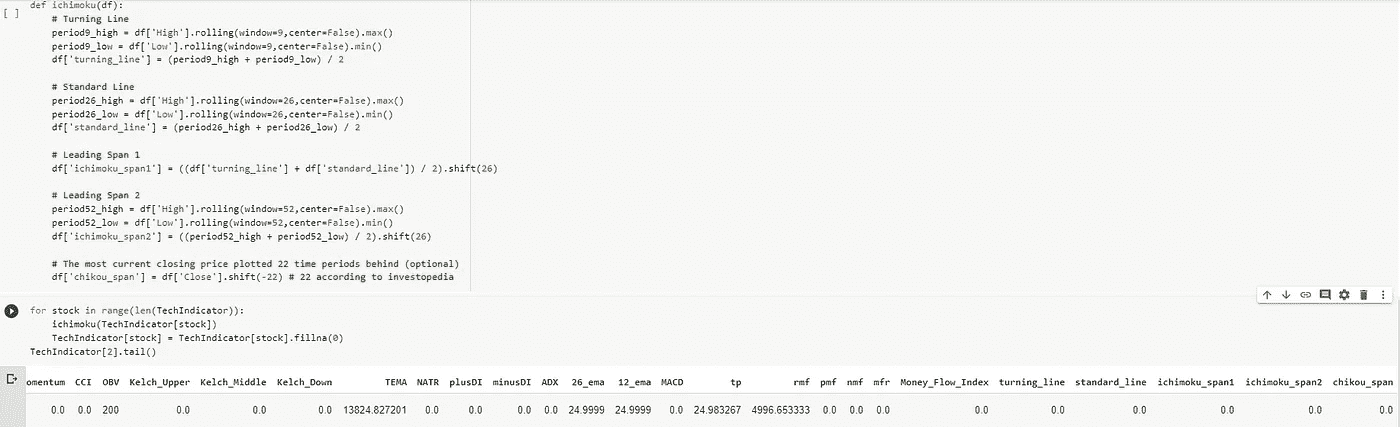 [ ]
def ichimoku(df):
    # Turning Line
    period9_high = df['High'].rolling(window=9,center=False).max()
    period9_low = df['Low'].rolling(window=9,center=False).min()
    df['turning_line'] = (period9_high + period9_low) / 2

    # Standard Line
    period26_high = df['High'].rolling(window=26,center=False).max()
    period26_low = df['Low'].rolling(window=26,center=False).min()
    df['standard_line'] = (period26_high + period26_low) / 2

    # Leading Span 1
    df['ichimoku_span1'] = ((df['turning_line'] + df['standard_line']) / 2).shift(26)

    # Leading Span 2
    period52_high = df['High'].rolling(window=52,center=False).max()
    period52_low = df['Low'].rolling(window=52,center=False).min()
    df['ichimoku_span2'] = ((period52_high + period52_low) / 2).shift(26)

    # The most current closing price plotted 22 time periods behind (optional)
    df['chikou_span'] = df['Close'].shift(-22) # 22 according to investopedia
for stock in range(len(TechIndicator)):
    ichimoku(TechIndicator[stock])
    TechIndicator[stock] = TechIndicator[stock].fillna(0)
TechIndicator[2].tail()
omentum CCI OBV Kelch_Upper Kelch_Middle Kelch_Down TEMA NATR plusDI minusDI ADX 26_ema 12_ema MACD tp rmf pmf nmf mfr Money_Flow_Index turning_line standard_line ichimoku_span1 ichimoku_span2 chikou_span
0.0 0.0 200 0.0 0.0 0.0 13824.827201 0.0 0.0 0.0 0.0 24.9999 24.9999 0.0 24.983267 4996.653333 0.0 0.0 0.0 0.0 0.0 0.0 0.0 0.0 0.0